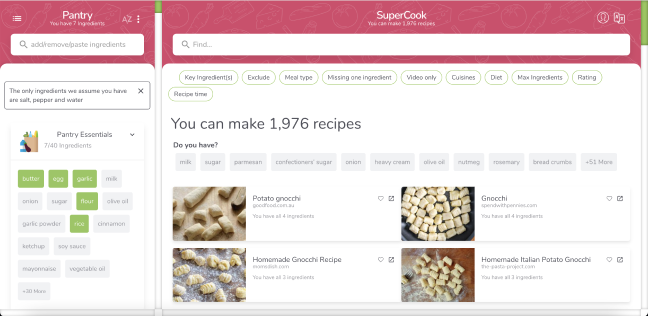 Pantry
You have 7 ingredients
add/remove/paste ingredients
The only ingredients we assume you have
are salt, pepper and water
Pantry Essentials
7/40 Ingredients
butter
egg
garlic
milk
onion
sugar
flour
olive oil
garlic powder
rice
cinnamon
ketchup
soy sauce
mayonnaise
vegetable oil
+30 More
SuperCook
You can make 1,976 recipes
Find...
Key Ingredient(s)
Exclude
Meal type
Missing one ingredient
Video only
Cuisines
Diet
Max Ingredients
Rating
Recipe time
You can make 1,976 recipes
Do you have?
milk
sugar
parmesan
confectioners' sugar
onion
heavy cream
olive oil
nutmeg
rosemary
bread crumbs
+51 More
Potato gnocchi
goodfood.com.au
You have all 4 ingredients
Gnocchi
spendwithpennies.com
You have all 4 ingredients
Homemade Gnocchi Recipe
inomadish.com
You have all 3 ingredients
Homemade Italian Potato Gnocchi
the-pasta-project.com
You have all 3 ingredients